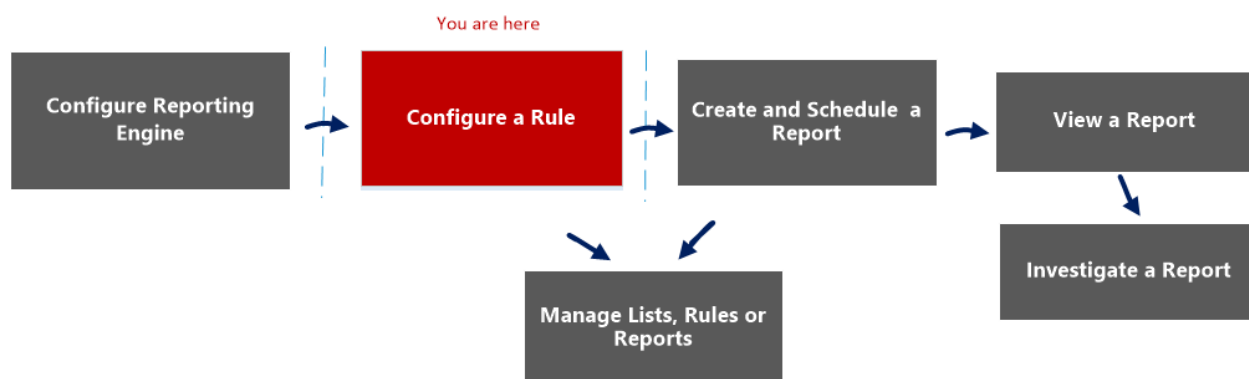 You are here
Configure Reporting
Engine
Configure a Rule
Create and Schedule a
Report
View a Report
Investigate a Report
Manage Lists, Rules or
Reports